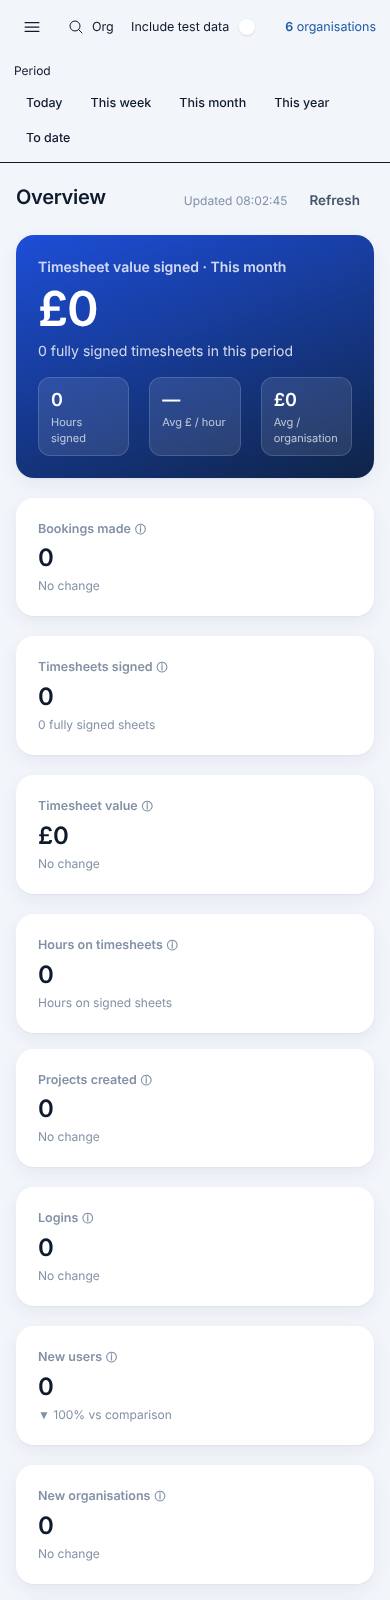 Org Include test data 6 organisations
Period
Today This week This month This year
To date
Overview Updated 08:02:45 Refresh
Timesheet value signed · This month
£0
0 fully signed timesheets in this period
0 — £0
Hours signed Avg £ / hour Avg / organisation
Bookings made ⓘ
0
No change
Timesheets signed ⓘ
0
0 fully signed sheets
Timesheet value ⓘ
£0
No change
Hours on timesheets ⓘ
0
Hours on signed sheets
Projects created ⓘ
0
No change
Logins ⓘ
0
No change
New users ⓘ
0
▼ 100% vs comparison
New organisations ⓘ
0
No change